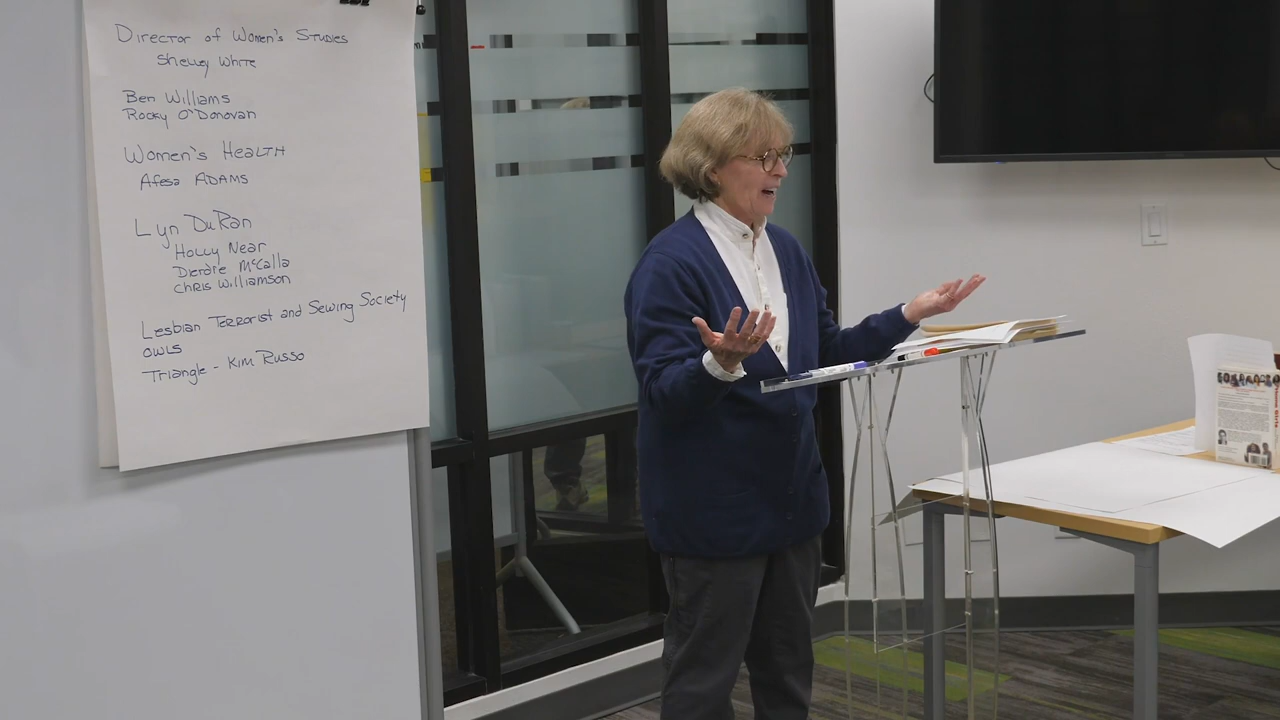 Director of Women's Studies
Shelley White
Ben Williams
Rocky O'Donovan
Women's Health
Afesa ADAMS
Lyn DuRan
Holly Near
Dierdre McCalla
Chris Williamson
Lesbian Terrorist and Sewing Society
OWLS
Triangle - Kim Russo